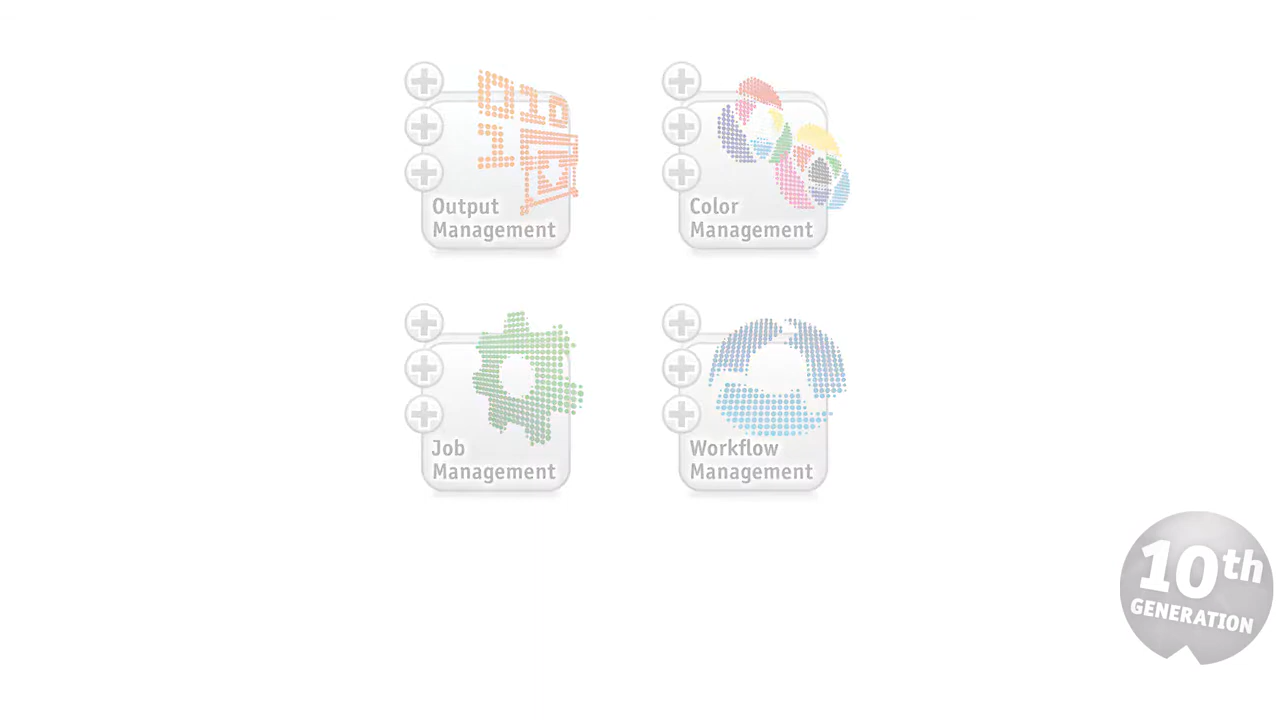 Output
Management
Color
Management
Job
Management
Workflow
Management
10th
GENERATION